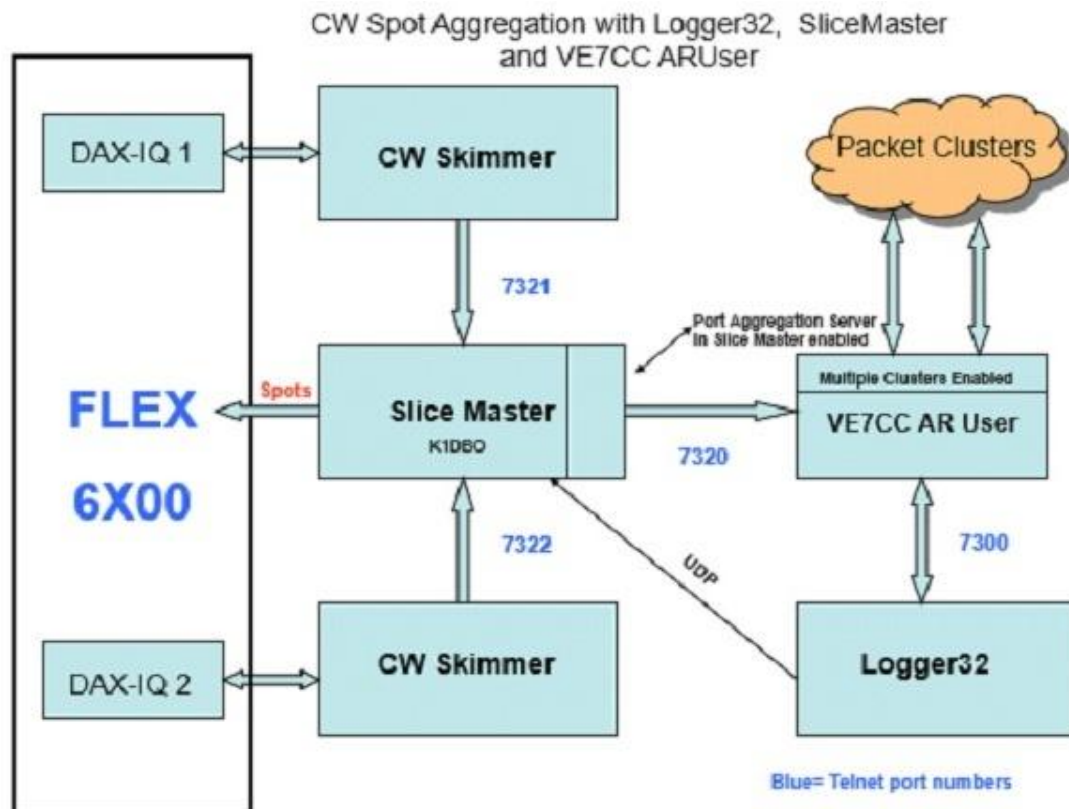 CW Spot Aggregation with Logger32, SliceMaster
and VE7CC ARUser
DAX-IQ 1
CW Skimmer
Packet Clusters
7321
Port Aggregation Server
In Slice Master enabled
FLEX
6X00
Spots
Slice Master
K1DBO
7320
Multiple Clusters Enabled
VE7CC AR User
7322
UDP
7300
DAX-IQ 2
CW Skimmer
Logger32
Blue= Telnet port numbers